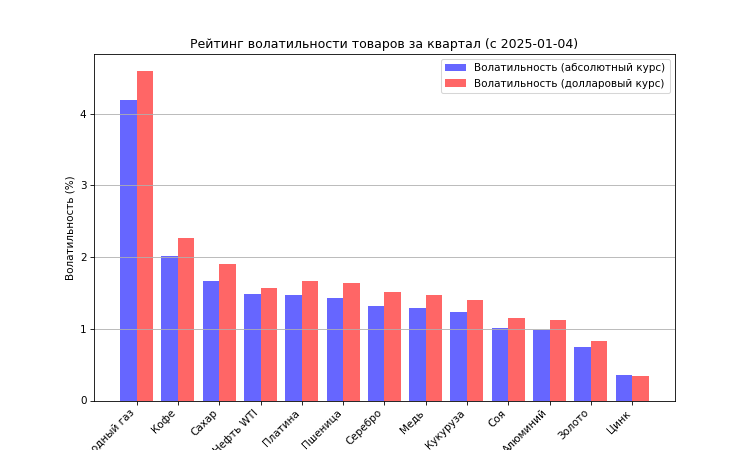 Рейтинг волатильности товаров за квартал (с 2025-01-04)
Волатильность (абсолютный курс)
Волатильность (долларовый курс)
Волатильность (%)
4
3
2
1
0
газ
Кофе
Сахар
Нефть WTI
Платина
Пшеница
Серебро
Медь
Кукуруза
Соя
Алюминий
Золото
Цинк